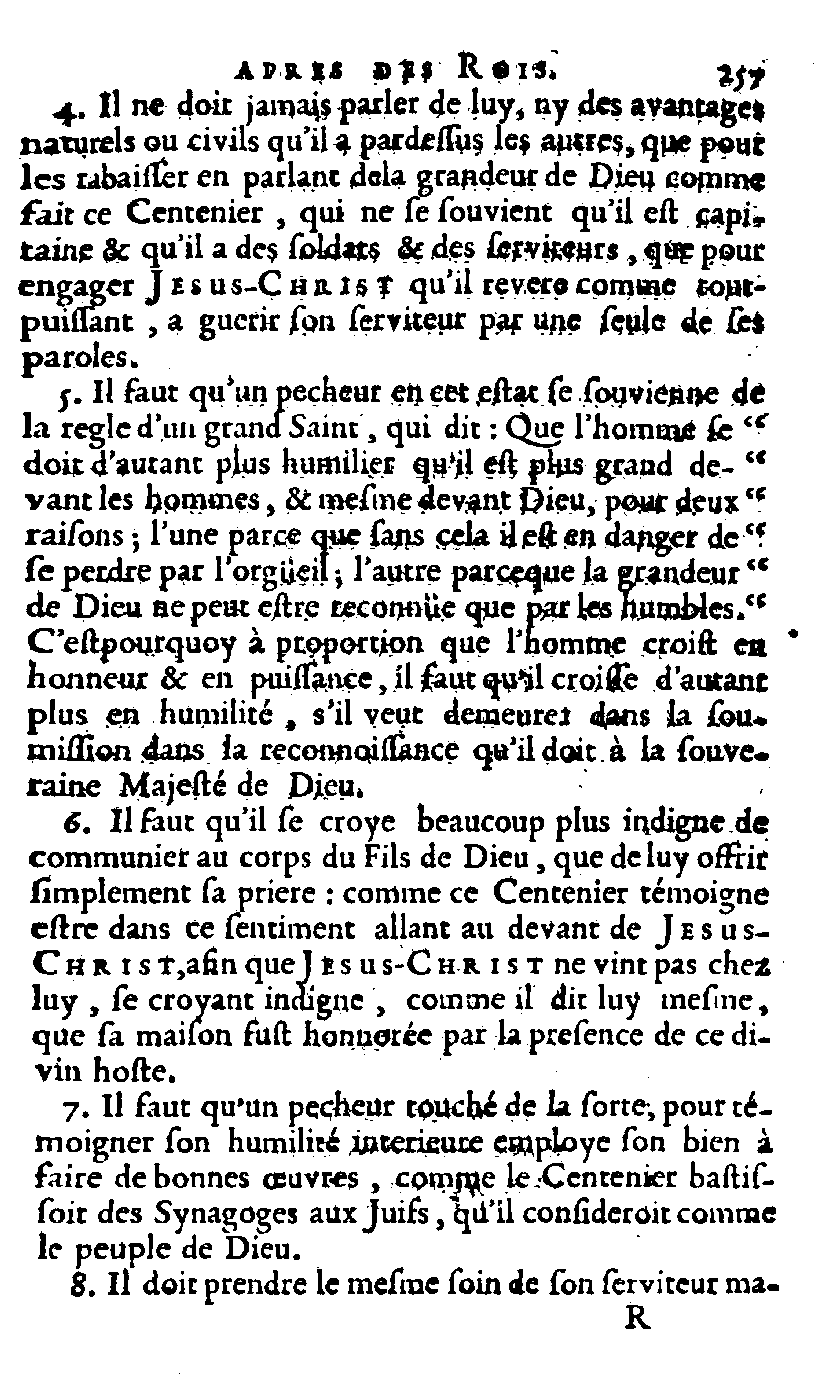 APRES DES ROIS. 257
4. Il ne doit jamais parler de luy, ny des avantages
naturels ou civils qu'il a pardeſſus les autres, que pour
les rabaiſſer en parlant dela grandeur de Dieu comme
fait ce Centenier , qui ne ſe ſouvient qu'il eſt capi-
taine & qu'il a des ſoldats & des ſerviteurs , que pour
engager JESUS-CHRIST qu'il revere comme tout-
puiſſant , a guerir ſon ſerviteur par une ſeule de ſes
paroles.
5. Il faut qu'un pecheur en cet eſtat ſe ſouvienne de
la regle d'un grand Saint , qui dit : Que l'homme ſe “
doit d'autant plus humilier qu'il eſt plus grand de- “
vant les hommes, & meſme devant Dieu, pour deux “
raiſons ; l'une parce que ſans cela il eſt en danger de “
ſe perdre par l'orgüeil ; l'autre parceque la grandeur “
de Dieu ne peut eſtre reconnüe que par les humbles. “
C'eſtpourquoy à proportion que l'homme croiſt en
honneur & en puiſſance, il faut qu'il croiſſe d'autant
plus en humilité , s'il veut demeurer dans la ſou-
miſſion dans la reconnoiſſance qu'il doit à la ſouve-
raine Majeſté de Dieu.
6. Il faut qu'il ſe croye beaucoup plus indigne de
communier au corps du Fils de Dieu , que de luy offrir
ſimplement ſa priere : comme ce Centenier témoigne
eſtre dans ce ſentiment allant au devant de JESUS-
CHRIST, afin que JESUS-CHRIST ne vint pas chez
luy , ſe croyant indigne , comme il dit luy meſme,
que ſa maiſon fuſt honnorée par la preſence de ce di-
vin hoſte.
7. Il faut qu'un pecheur touché de la ſorte, pour té-
moigner ſon humilité interieure employe ſon bien à
faire de bonnes œuvres , comme le Centenier baſtiſ-
ſoit des Synagoges aux Juifs , qu'il conſideroit comme
le peuple de Dieu.
8. Il doit prendre le meſme ſoin de ſon ſerviteur ma-
R